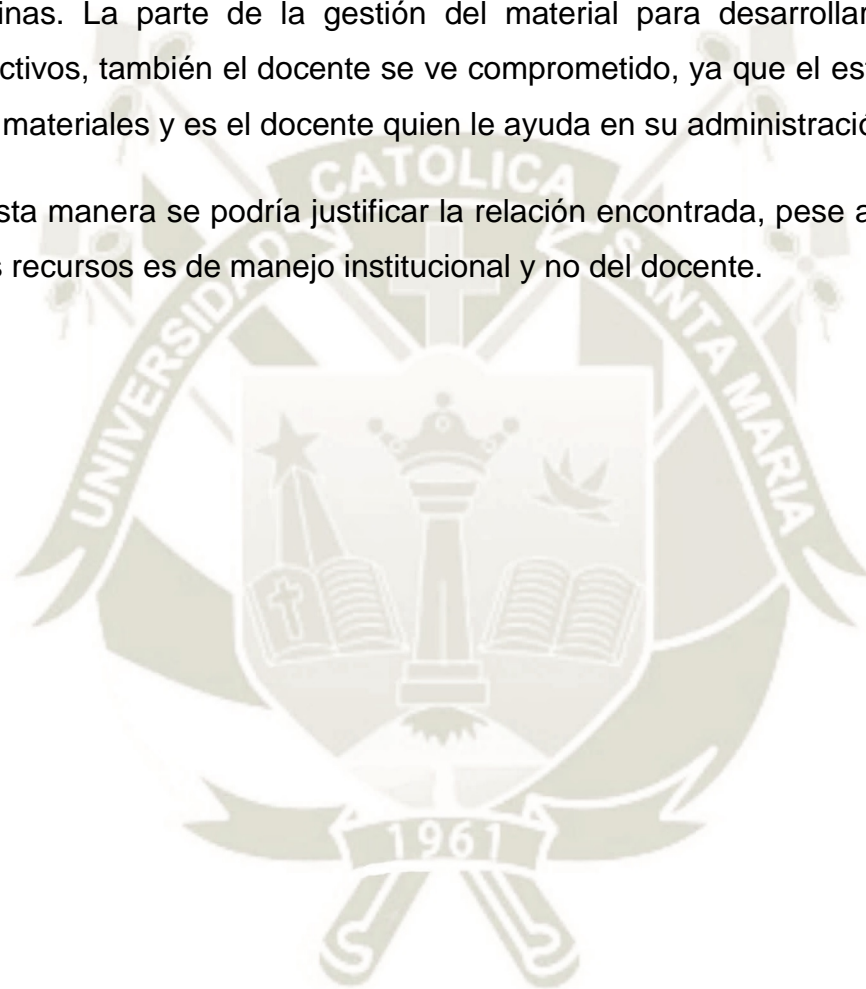 inas. La parte de la gestión del material para desarrollar
ctivos, también el docente se ve comprometido, ya que el es
materiales y es el docente quien le ayuda en su administració
sta manera se podría justificar la relación encontrada, pese a
s recursos es de manejo institucional y no del docente.
UNIVERSIDAD CATOLICA SANTA MARIA
1961